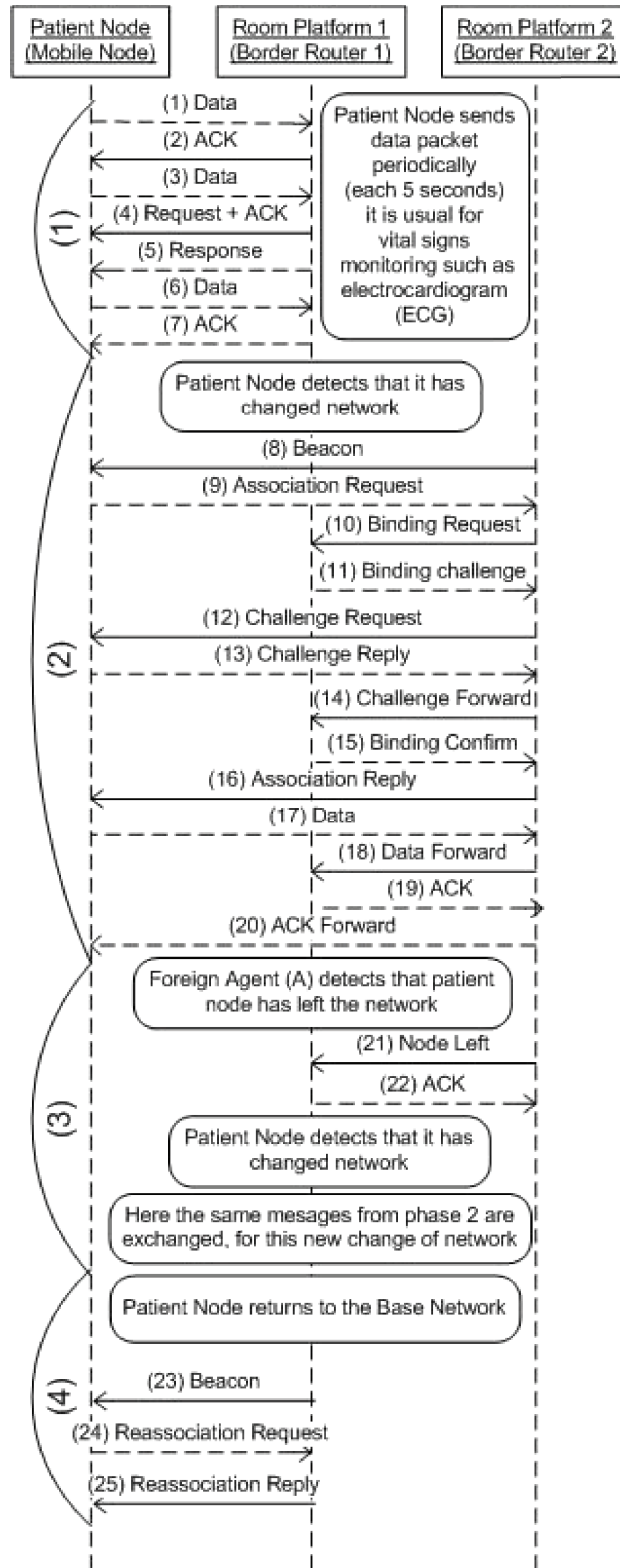 Patient Node
(Mobile Node)
Room Platform 1
(Border Router 1)
Room Platform 2
(Border Router 2)
(1) Data
(2) ACK
(3) Data
(4) Request + ACK
(5) Response
(6) Data
(7) ACK
Patient Node sends
data packet
periodically
(each 5 seconds)
it is usual for
vital signs
monitoring such as
electrocardiogram
(ECG)
(1)
Patient Node detects that it has
changed network
(8) Beacon
(9) Association Request
(10) Binding Request
(11) Binding challenge
(12) Challenge Request
(13) Challenge Reply
(14) Challenge Forward
(15) Binding Confirm
(16) Association Reply
(17) Data
(18) Data Forward
(19) ACK
(20) ACK Forward
(2)
Foreign Agent (A) detects that patient
node has left the network
(21) Node Left
(22) ACK
Patient Node detects that it has
changed network
Here the same mesages from phase 2 are
exchanged, for this new change of network
(3)
Patient Node returns to the Base Network
(23) Beacon
(24) Reassociation Request
(25) Reassociation Reply
(4)